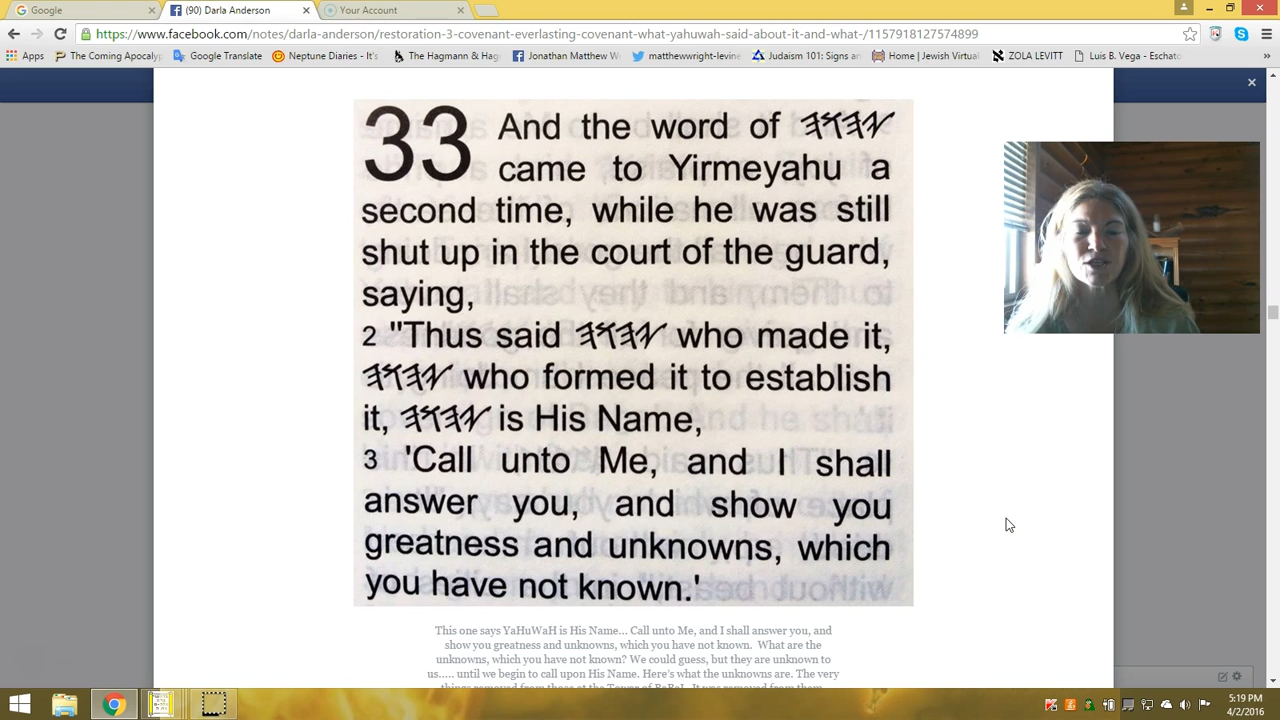 Google
(90) Darla Anderson
Your Account
https://www.facebook.com/notes/darla-anderson/restoration-3-covenant-everlasting-covenant-what-yahuwah-said-about-it-and-what-/1157918127574899
Apps
The Coming Apocaly
Google Translate
Neptune Diaries - It's
The Hagmann & Hag
Jonathan Matthew W
matthewwright-levine
Judaism 101: Signs an
Home | Jewish Virtual
ZOLA LEVITT
Luis B. Vega - Eschato
33 And the word of 𐤉𐤄𐤅𐤄
came to Yirmeyahu a
second time, while he was still
shut up in the court of the guard,
saying,
2 "Thus said 𐤉𐤄𐤅𐤄 who made it,
𐤉𐤄𐤅𐤄 who formed it to establish
it, 𐤉𐤄𐤅𐤄 is His Name,
3 'Call unto Me, and I shall
answer you, and show you
greatness and unknowns, which
you have not known.'
This one says YaHuWaH is His Name... Call unto Me, and I shall answer you, and
show you greatness and unknowns, which you have not known. What are the
unknowns, which you have not known? We could guess, but they are unknown to
us..... until we begin to call upon His Name. Here's what the unknowns are. The very
5:19 PM
4/2/2016